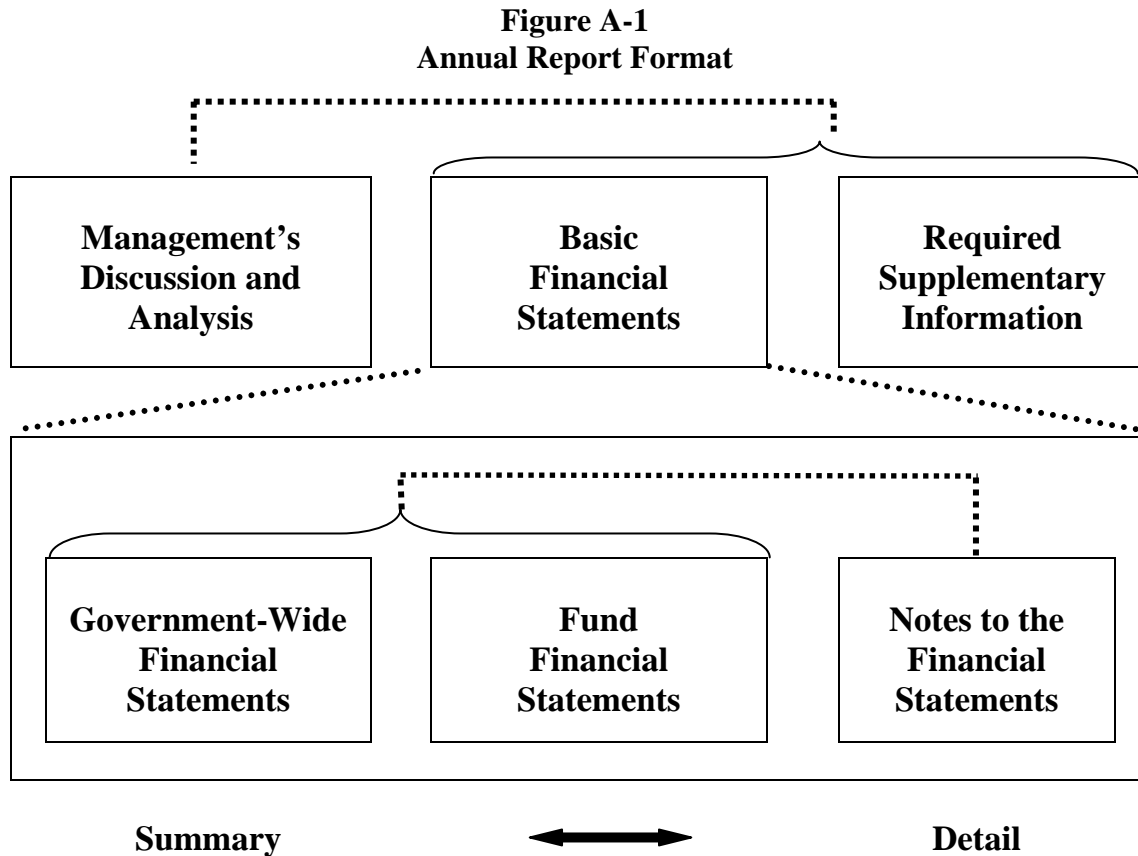 Figure A-1
Annual Report Format
Management’s
Discussion and
Analysis
Basic
Financial
Statements
Required
Supplementary
Information
Government-Wide
Financial
Statements
Fund
Financial
Statements
Notes to the
Financial
Statements
Summary
Detail